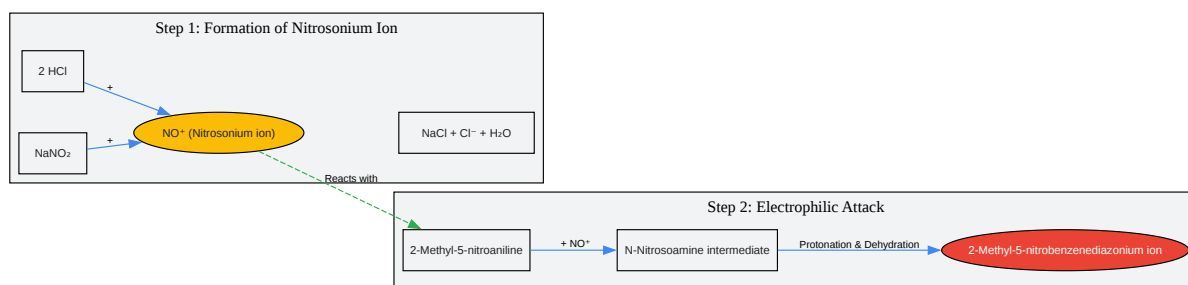 Step 1: Formation of Nitrosonium Ion
2 HCl
+
NO⁺ (Nitrosonium ion)
NaCl + Cl⁻ + H₂O
+
NaNO₂
Reacts with
Step 2: Electrophilic Attack
2-Methyl-5-nitroaniline
+ NO⁺
N-Nitrosoamine intermediate
Protonation & Dehydration
2-Methyl-5-nitrobenzenediazonium ion